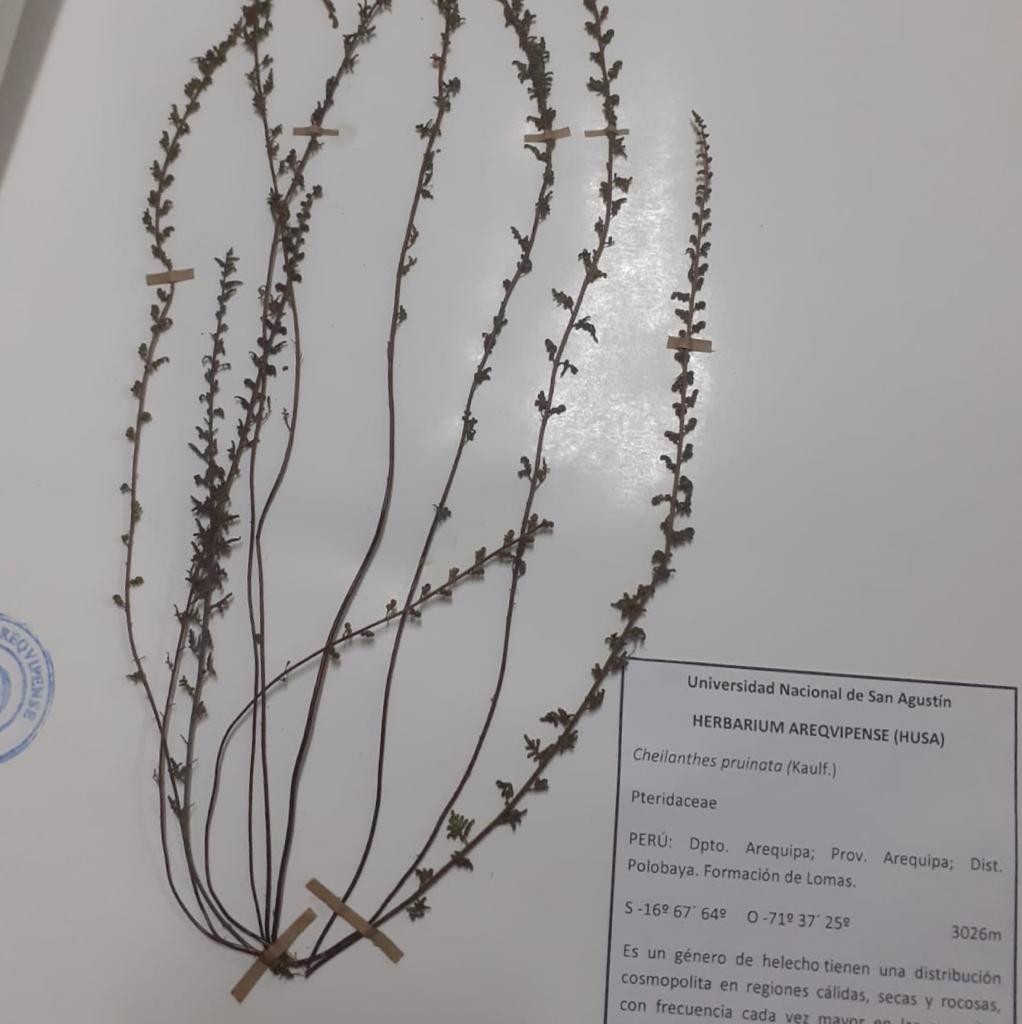 AREQVIPENSE
Universidad Nacional de San Agustín
HERBARIUM AREQVIPENSE (HUSA)
Cheilanthes pruinata (Kaulf.)
Pteridaceae
PERÚ: Dpto. Arequipa; Prov. Arequipa; Dist.
Polobaya. Formación de Lomas.
S -16º 67´ 64º O -71º 37´ 25º 3026m
Es un género de helecho tienen una distribución
cosmopolita en regiones cálidas, secas y rocosas,
con frecuencia cada vez mayor en